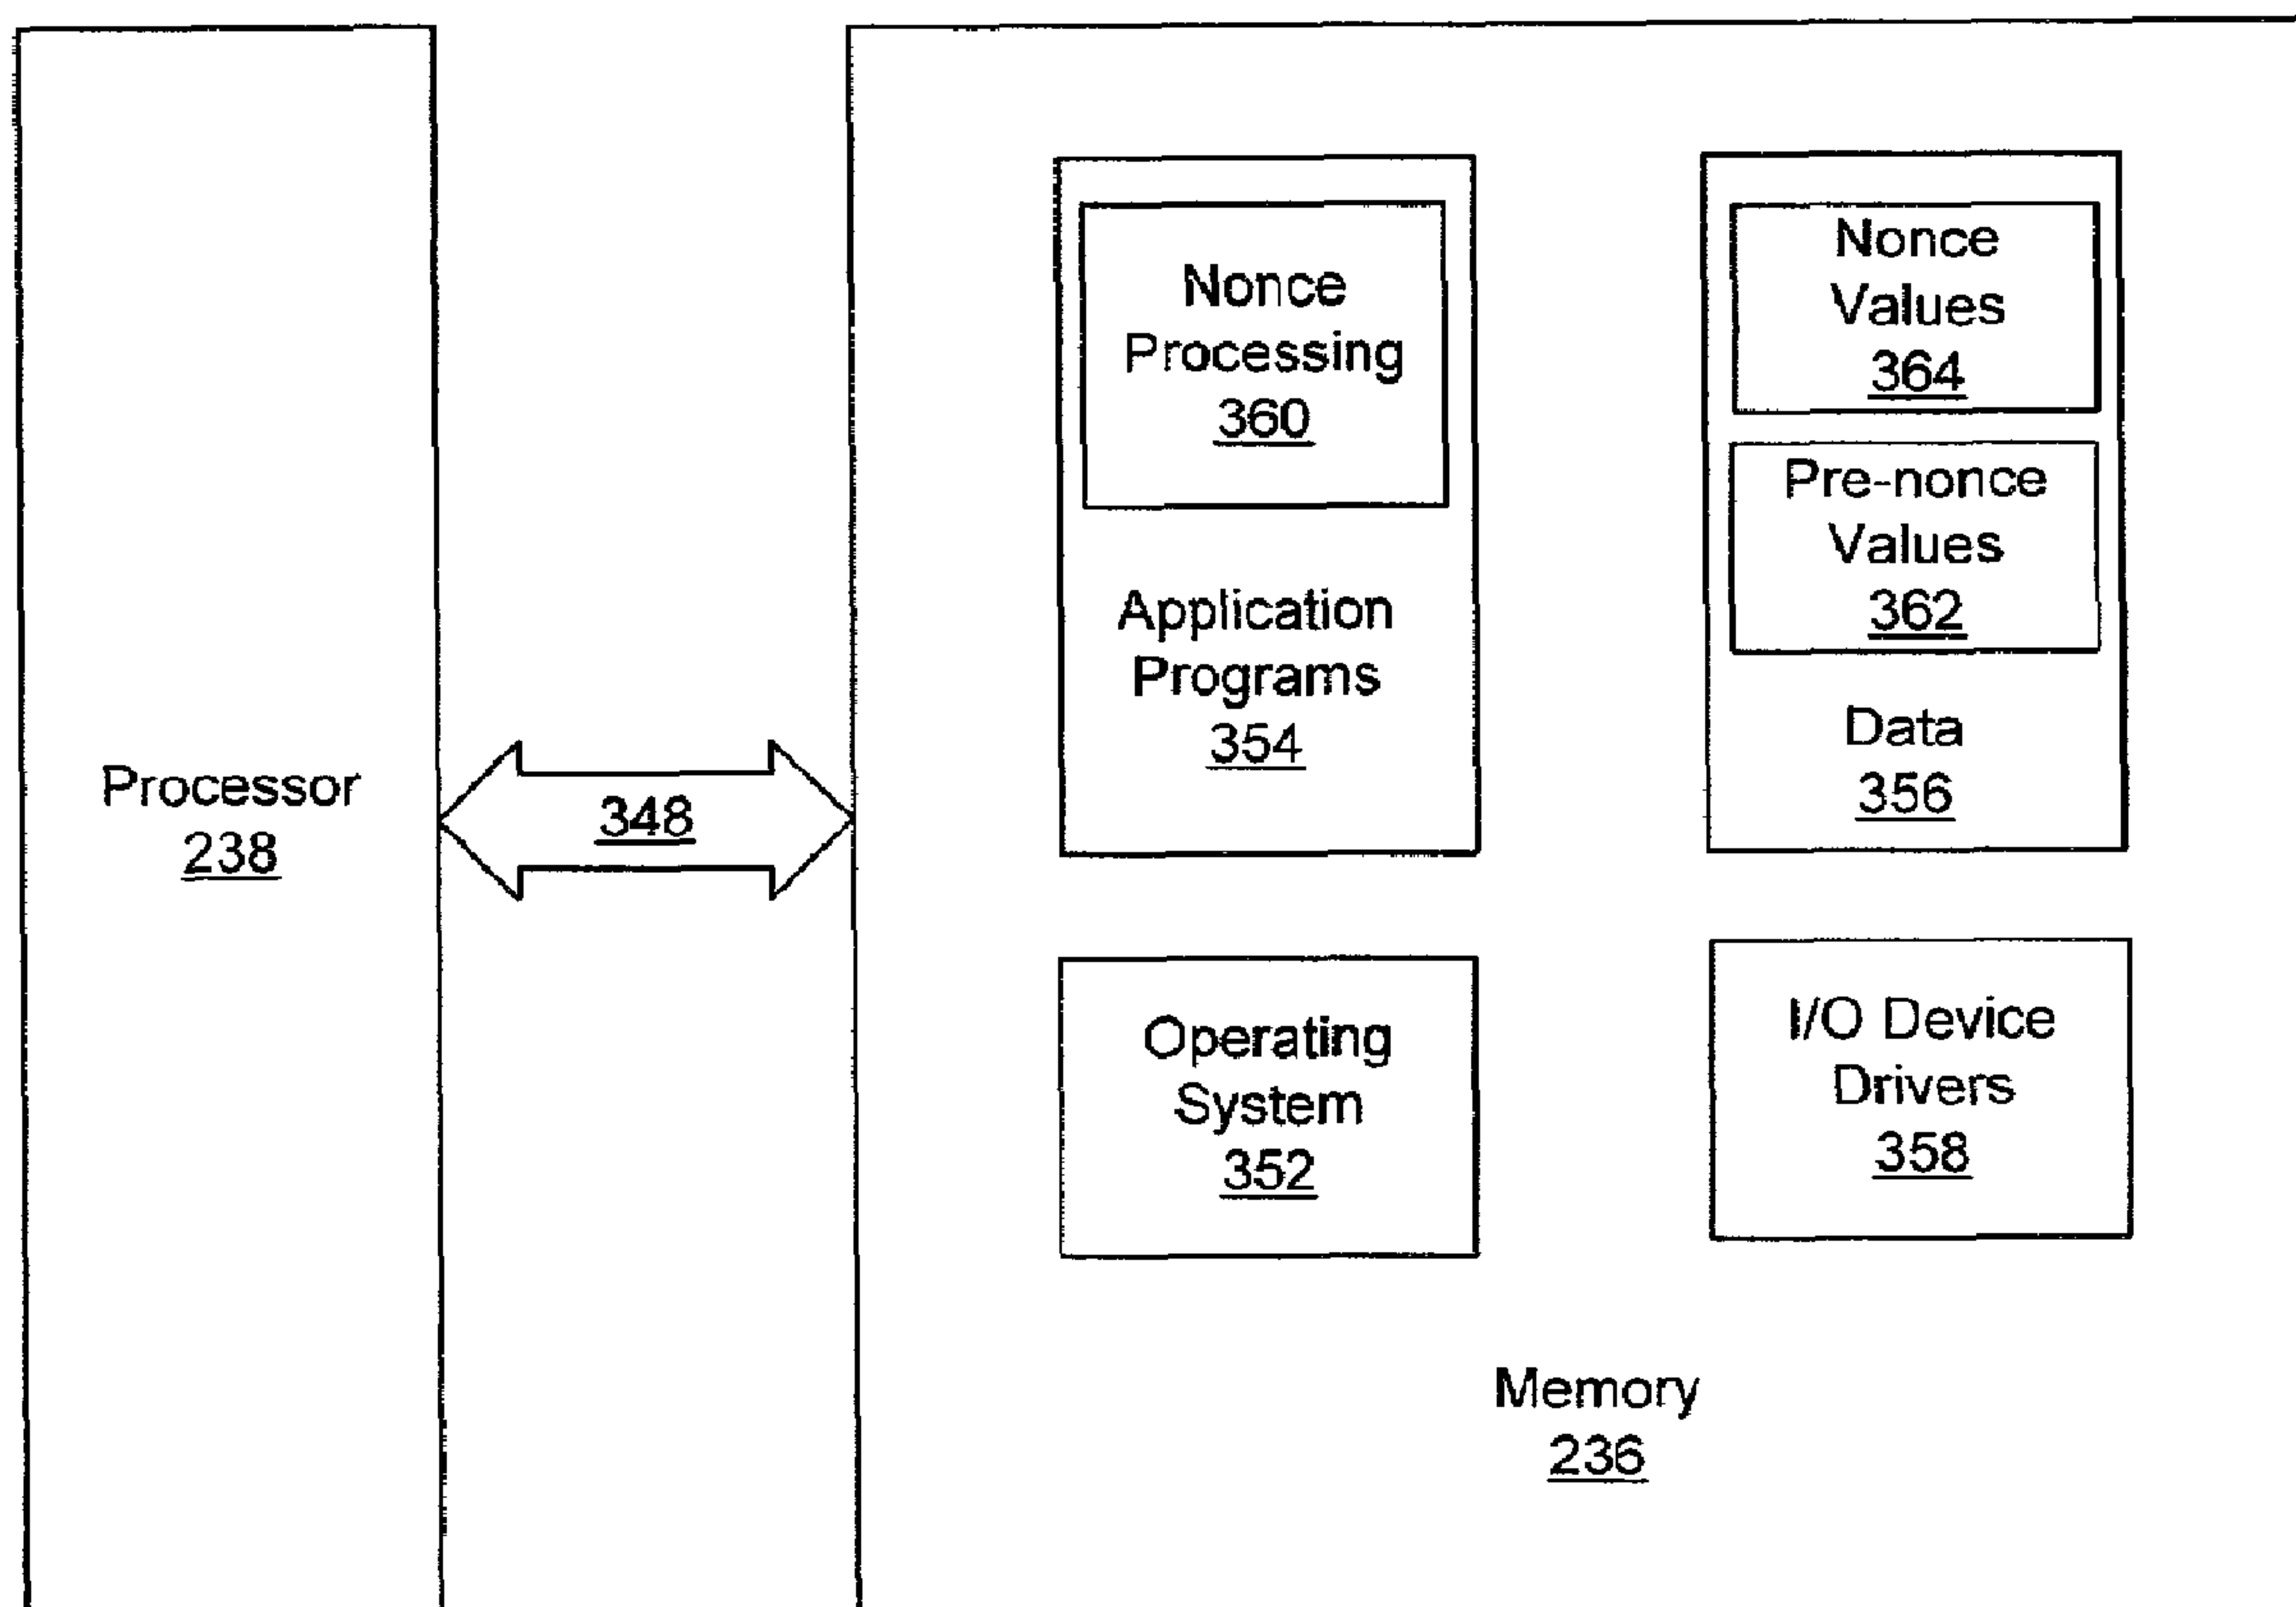 Processor
238
348
Nonce
Processing
360
Application
Programs
354
Nonce
Values
364
Pre-nonce
Values
362
Data
356
Operating
System
352
I/O Device
Drivers
358
Memory
236